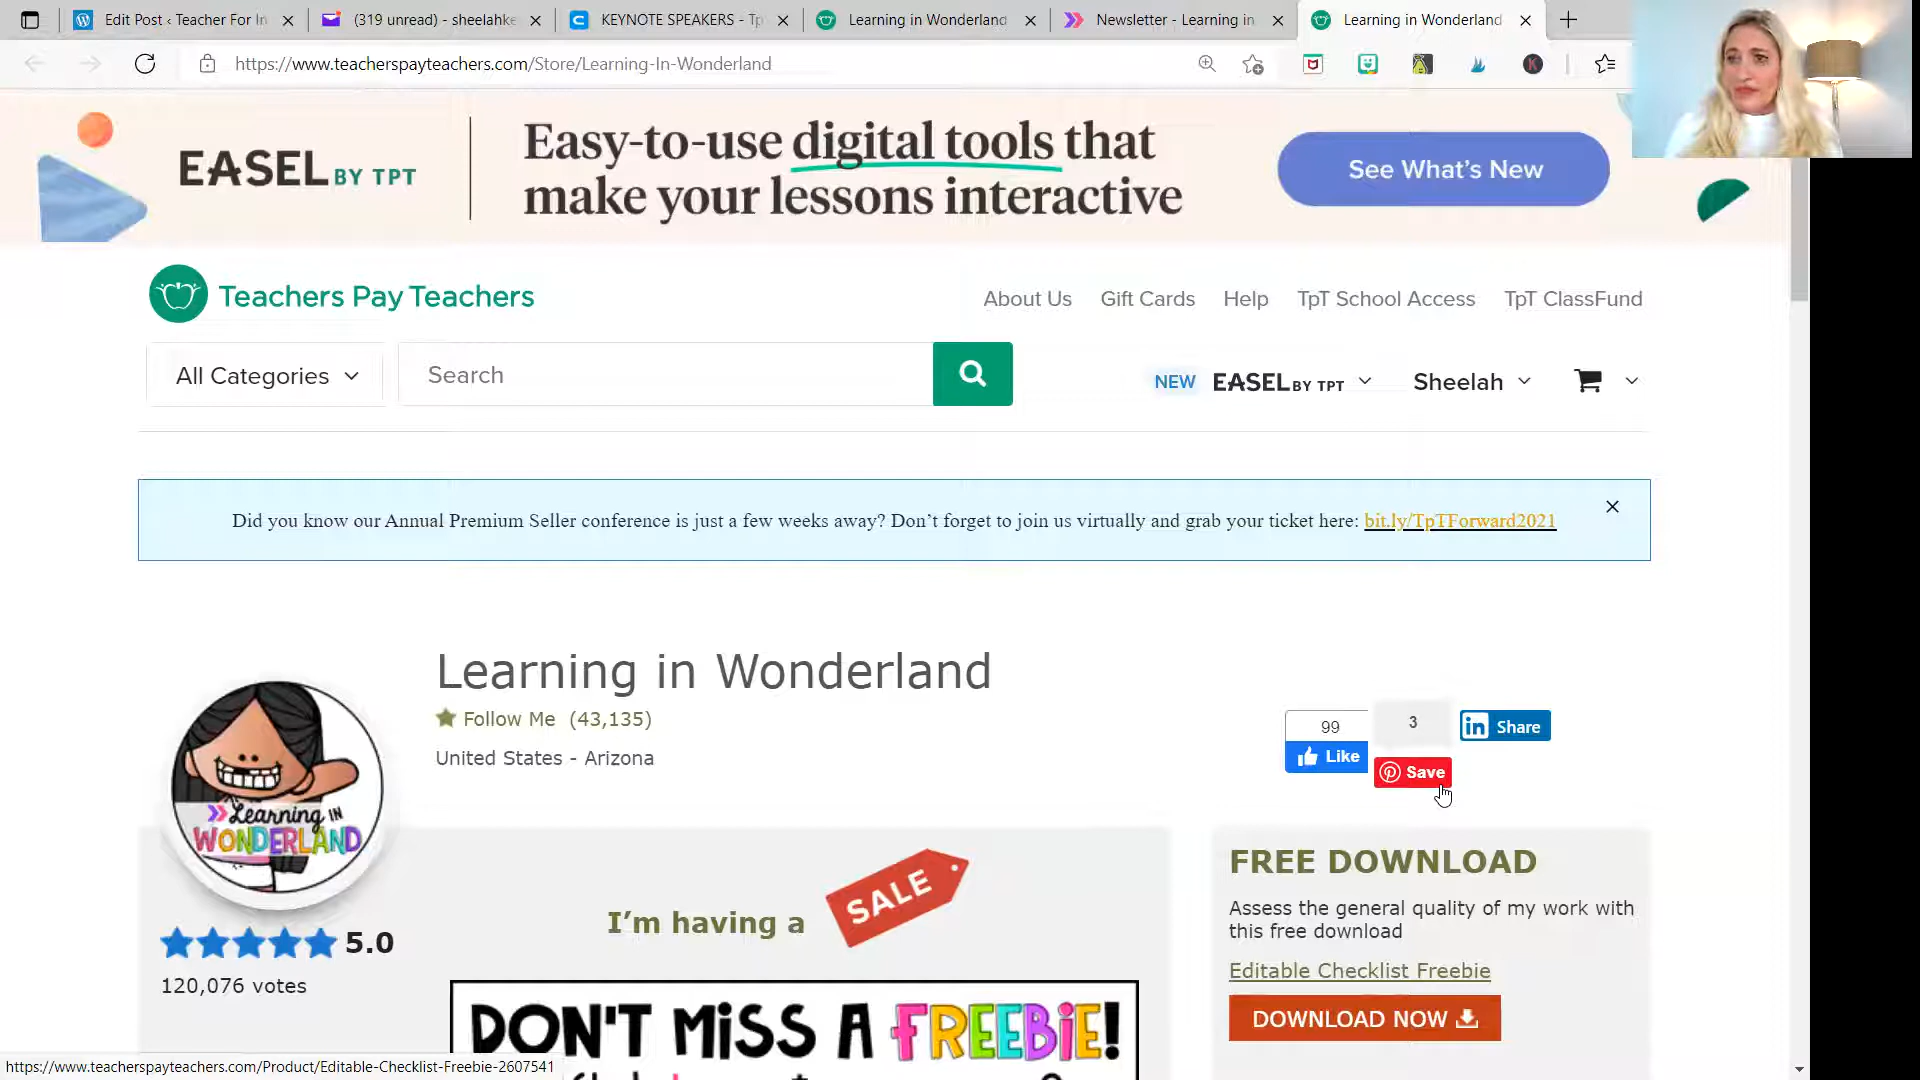 Edit Post ‹ Teacher For In
(319 unread) - sheelahke
KEYNOTE SPEAKERS - Tp
Learning in Wonderland
Newsletter - Learning in
Learning in Wonderland
https://www.teacherspayteachers.com/Store/Learning-In-Wonderland
K
EASEL BY TPT
Easy-to-use digital tools that
make your lessons interactive
See What's New
Teachers Pay Teachers
About Us Gift Cards Help TpT School Access TpT ClassFund
All Categories
Search
NEW EASEL BY TPT
Sheelah
Did you know our Annual Premium Seller conference is just a few weeks away? Don't forget to join us virtually and grab your ticket here: bit.ly/TpTForward2021
Learning in Wonderland
Follow Me (43,135)
United States - Arizona
99
Like
3
Save
in Share
Learning IN
WONDERLAND
5.0
120,076 votes
I'm having a
SALE
DON'T MISS A FREEBIE!
FREE DOWNLOAD
Assess the general quality of my work with
this free download
Editable Checklist Freebie
DOWNLOAD NOW
https://www.teacherspayteachers.com/Product/Editable-Checklist-Freebie-2607541